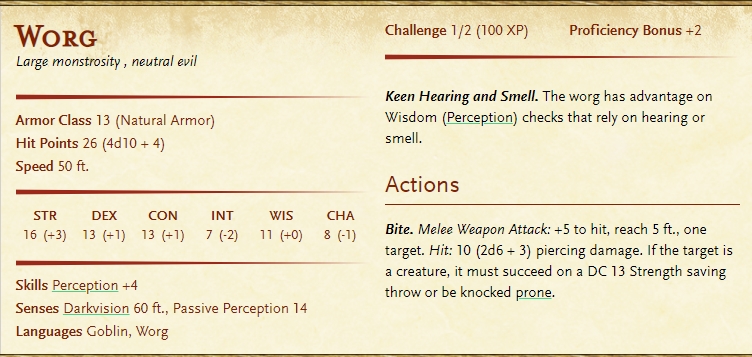 Worg
Large monstrosity , neutral evil
Armor Class 13 (Natural Armor)
Hit Points 26 (4d10 + 4)
Speed 50 ft.
STR DEX CON INT WIS CHA
16 (+3) 13 (+1) 13 (+1) 7 (-2) 11 (+0) 8 (-1)
Skills Perception +4
Senses Darkvision 60 ft., Passive Perception 14
Languages Goblin, Worg
Challenge 1/2 (100 XP) Proficiency Bonus +2
Keen Hearing and Smell. The worg has advantage on
Wisdom (Perception) checks that rely on hearing or
smell.
Actions
Bite. Melee Weapon Attack: +5 to hit, reach 5 ft., one
target. Hit: 10 (2d6 + 3) piercing damage. If the target is
a creature, it must succeed on a DC 13 Strength saving
throw or be knocked prone.